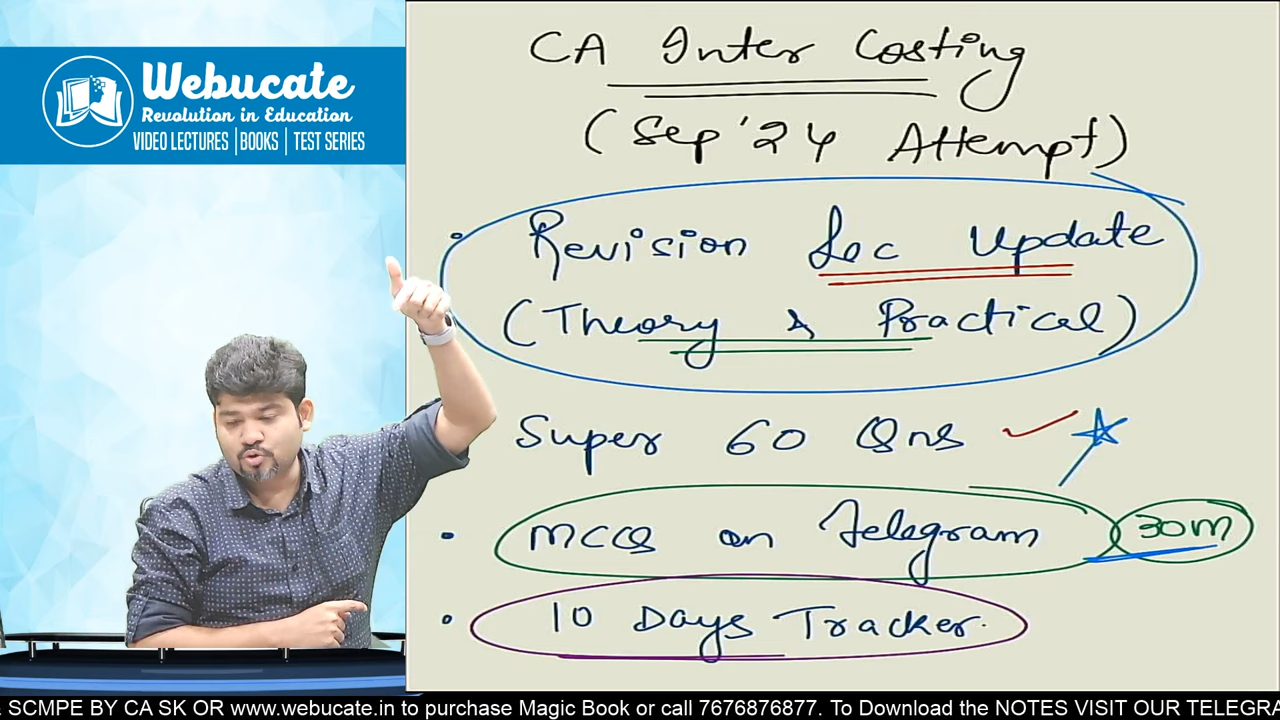 Webucate
Revolution in Education
VIDEO LECTURES | BOOKS | TEST SERIES
CA Inter Costing
(Sep '24 Attempt)
• Revision Lec Update
(Theory & Practical)
Super 60 Qns
• MCQs on Telegram 30m
• 10 Days Tracker.
SCMPE BY CA SK OR www.webucate.in to purchase Magic Book or call 7676876877. To Download the NOTES VISIT OUR TELEGRA